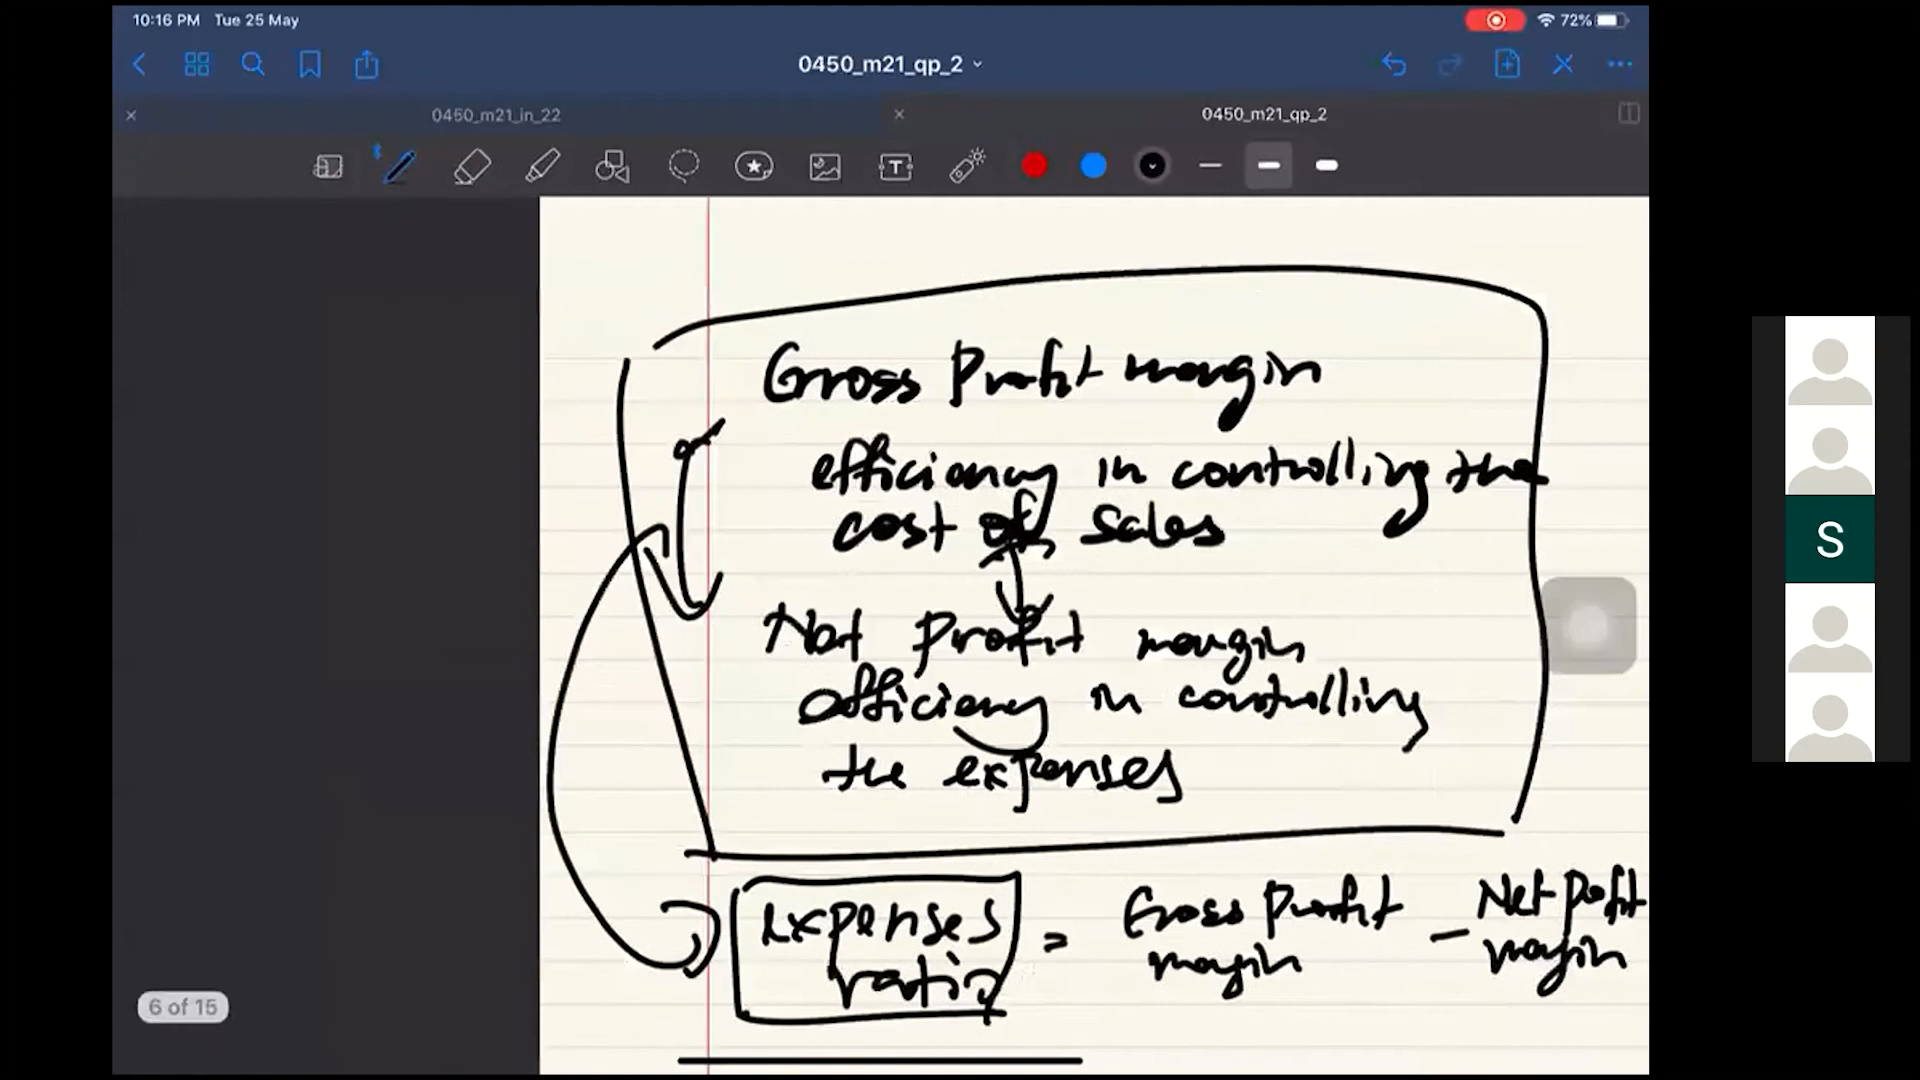 10:16 PM Tue 25 May
72%
0450_m21_qp_2
0450_m21_in_22
0450_m21_qp_2
T
Gross Profit margin
efficiency in controlling the
cost of sales
Net Profit margin
efficiency in controlling
the expenses
expenses ratio = Gross Profit margin - Net Profit margin
6 of 15
S